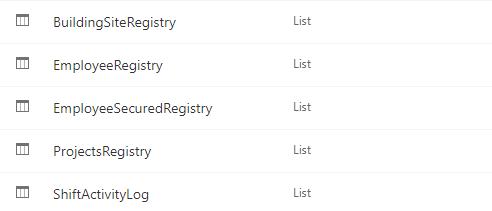 BuildingSiteRegistry List
EmployeeRegistry List
EmployeeSecuredRegistry List
ProjectsRegistry List
ShiftActivityLog List